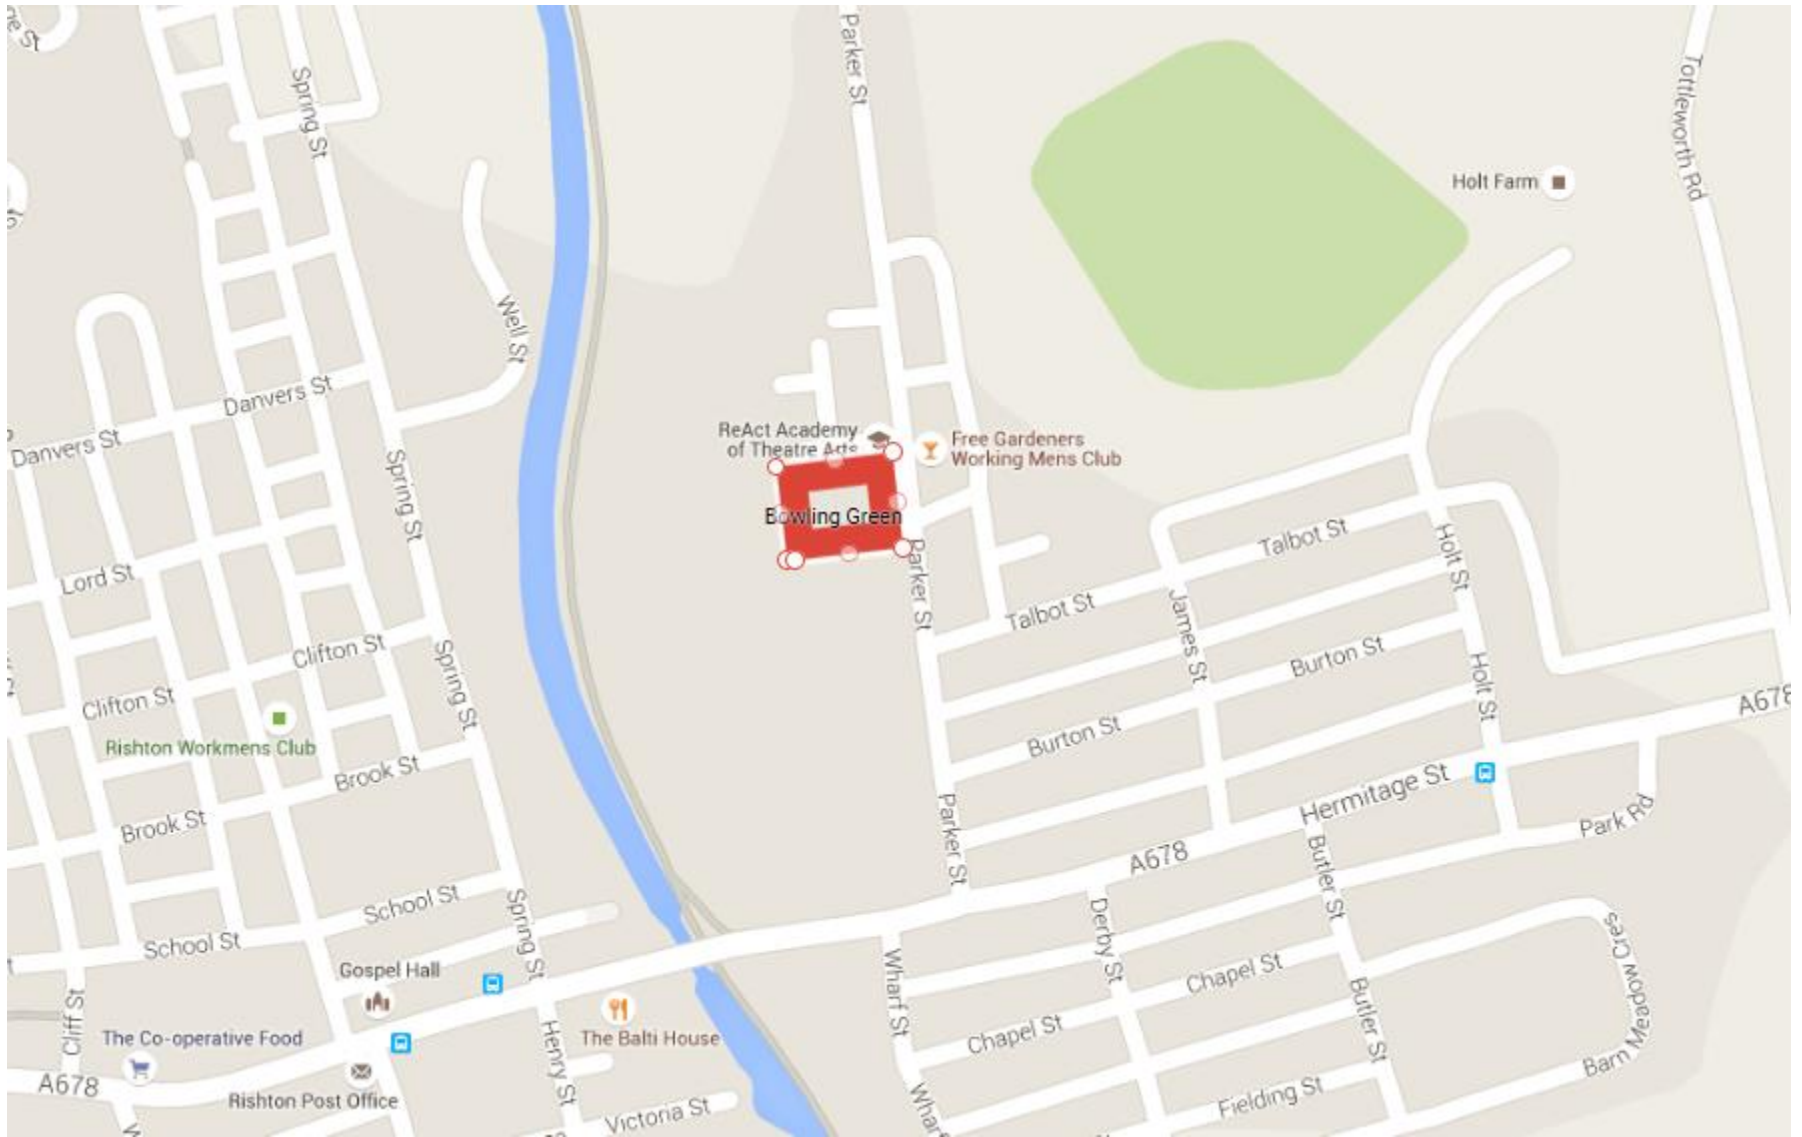 ge St
Spring St
Parker St
Tottleworth Rd
Holt Farm
Well St
Danvers St
Danvers St
ReAct Academy
of Theatre Arts
Free Gardeners
Working Mens Club
Spring St
Bowling Green
Talbot St
Holt St
Lord St
Parker St
Talbot St
James St
Clifton St
Burton St
Spring St
Holt St
Clifton St
A678
Rishton Workmens Club
Burton St
Brook St
Hermitage St
Brook St
Parker St
Park Rd
A678
Butler St
School St
Spring St
Derby St
School St
Barn Meadow Cres
Gospel Hall
Wharf St
Chapel St
Cliff St
The Co-operative Food
Henry St
The Balti House
Chapel St
Butler St
A678
Rishton Post Office
Victoria St
Wharf
Fielding St